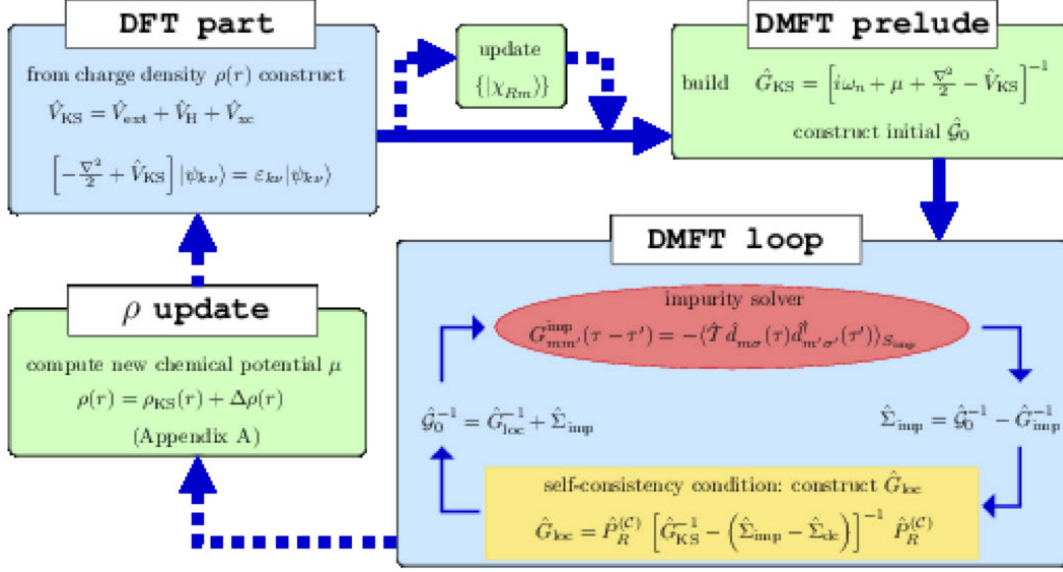 DFT part
from charge density ρ(r) construct
V̂_KS = V̂_ext + V̂_H + V̂_xc
[−∇²/2 + V̂_KS] |ψ_kν⟩ = ε_kν|ψ_kν⟩
update
{|χ_Rm⟩}
DMFT prelude
build Ĝ_KS = [iω_n + μ + ∇²/2 − V̂_KS]⁻¹
construct initial 𝒢̂_0
DMFT loop
impurity solver
G^imp_mm′(τ − τ′) = −⟨T̂ d̂_mσ(τ)d̂†_m′σ′(τ′)⟩_S_imp
𝒢̂_0⁻¹ = Ĝ_loc⁻¹ + Σ̂_imp
Σ̂_imp = 𝒢̂_0⁻¹ − Ĝ_imp⁻¹
self-consistency condition: construct Ĝ_loc
Ĝ_loc = P̂_R^(𝒞) [Ĝ_KS⁻¹ − (Σ̂_imp − Σ̂_dc)]⁻¹ P̂_R^(𝒞)
ρ update
compute new chemical potential μ
ρ(r) = ρ_KS(r) + Δρ(r)
(Appendix A)